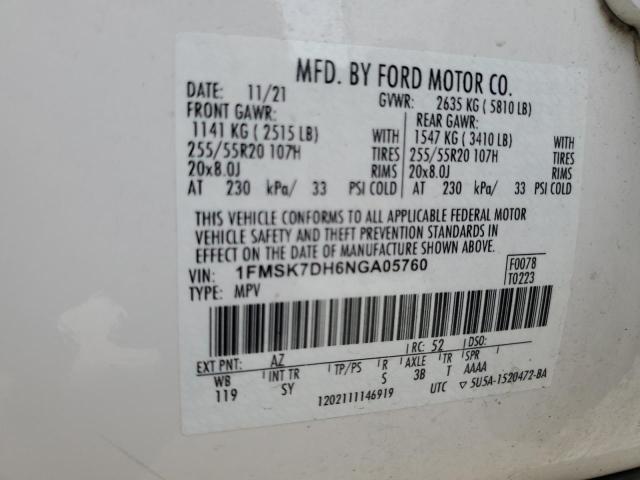 MFD. BY FORD MOTOR CO.
DATE: 11/21 GVWR: 2635 KG ( 5810 LB)
FRONT GAWR: REAR GAWR:
1141 KG ( 2515 LB) WITH 1547 KG ( 3410 LB) WITH
255/55R20 107H TIRES 255/55R20 107H TIRES
20x8.0J RIMS 20x8.0J RIMS
AT 230 kPa/ 33 PSI COLD AT 230 kPa/ 33 PSI COLD
THIS VEHICLE CONFORMS TO ALL APPLICABLE FEDERAL MOTOR
VEHICLE SAFETY AND THEFT PREVENTION STANDARDS IN
EFFECT ON THE DATE OF MANUFACTURE SHOWN ABOVE.
VIN: 1FMSK7DH6NGA05760 F0078
TYPE: MPV T0223
EXT PNT: AZ RC: 52 DSO:
WB INT TR TP/PS R AXLE TR SPR
119 SY S 3B T AAAA
1202111146919 UTC ▽5U5A-1520472-BA